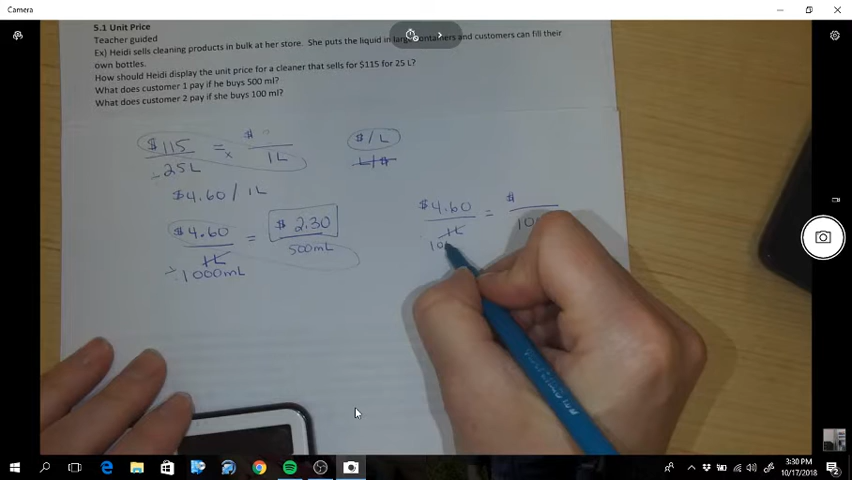 Camera
5.1 Unit Price
Teacher guided
Ex) Heidi sells cleaning products in bulk at her store. She puts the liquid in large containers and customers can fill their
own bottles.
How should Heidi display the unit price for a cleaner that sells for $115 for 25 L?
What does customer 1 pay if he buys 500 ml?
What does customer 2 pay if she buys 100 ml?
$115 = $ ?
÷25L x 1L
$/L
L/$
$4.60 / 1L
$4.60 = $ 2.30
1L 500mL
÷ 1000mL
$4.60 = $
1L 10
10
3:30 PM
10/17/2018